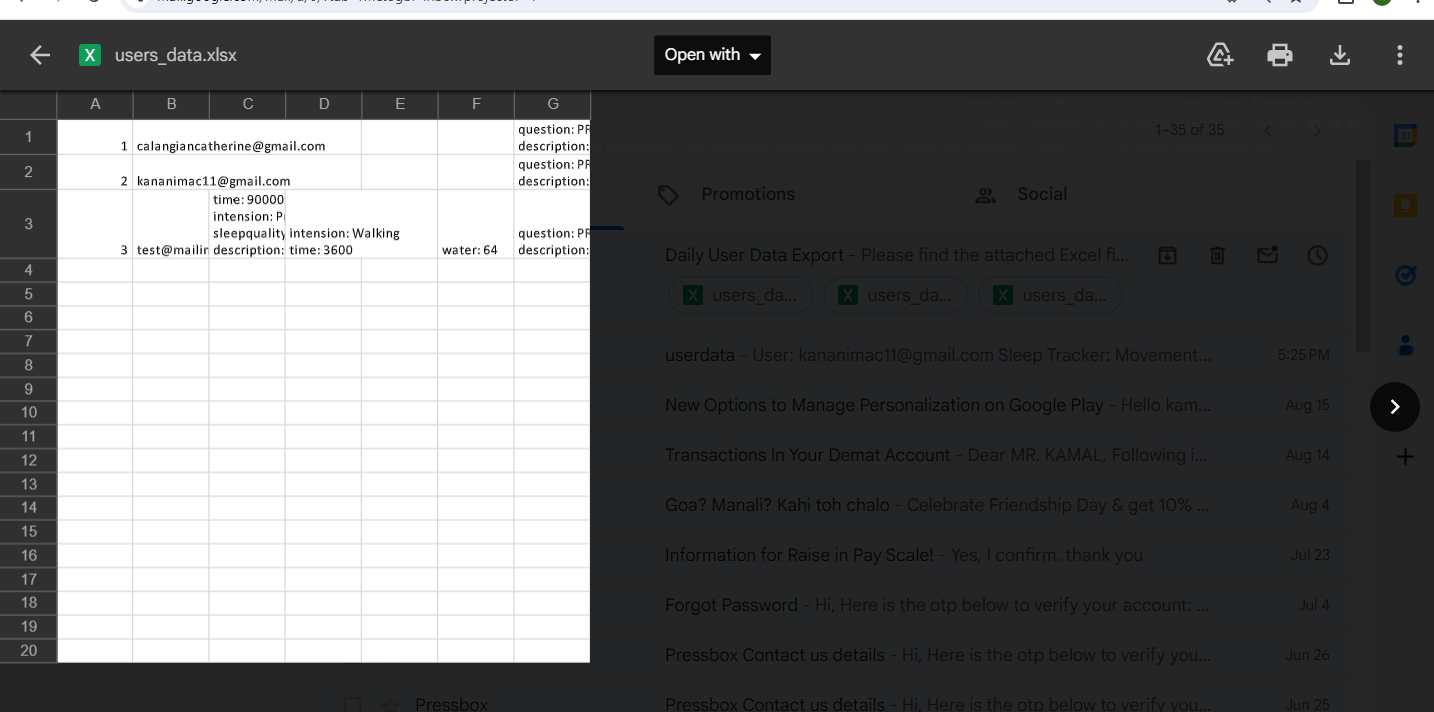 users_data.xlsx
Open with
A B C D E F G
1 1 calangiancatherine@gmail.com question: PR
description:
2 2 kananimac11@gmail.com question: PR
description:
3 time: 90000
intension: P
sleepquality intension: Walking question: PR
3 test@mailin description: time: 3600 water: 64 description:
4
5
6
7
8
9
10
11
12
13
14
15
16
17
18
19
20
1–35 of 35
31
Promotions Social
Daily User Data Export - Please find the attached Excel fi...
users_da... users_da... users_da...
userdata - User: kananimac11@gmail.com Sleep Tracker: Movement... 5:25 PM
New Options to Manage Personalization on Google Play - Hello kam... Aug 15
Transactions In Your Demat Account - Dear MR. KAMAL, Following i... Aug 14
Goa? Manali? Kahi toh chalo - Celebrate Friendship Day & get 10% ... Aug 4
Information for Raise in Pay Scale! - Yes, I confirm. thank you Jul 23
Forgot Password - Hi, Here is the otp below to verify your account: ... Jul 4
Pressbox Contact us details - Hi, Here is the otp below to verify you... Jun 26
Pressbox Pressbox Contact us details - Hi, Here is the otp below to verify you... Jun 25